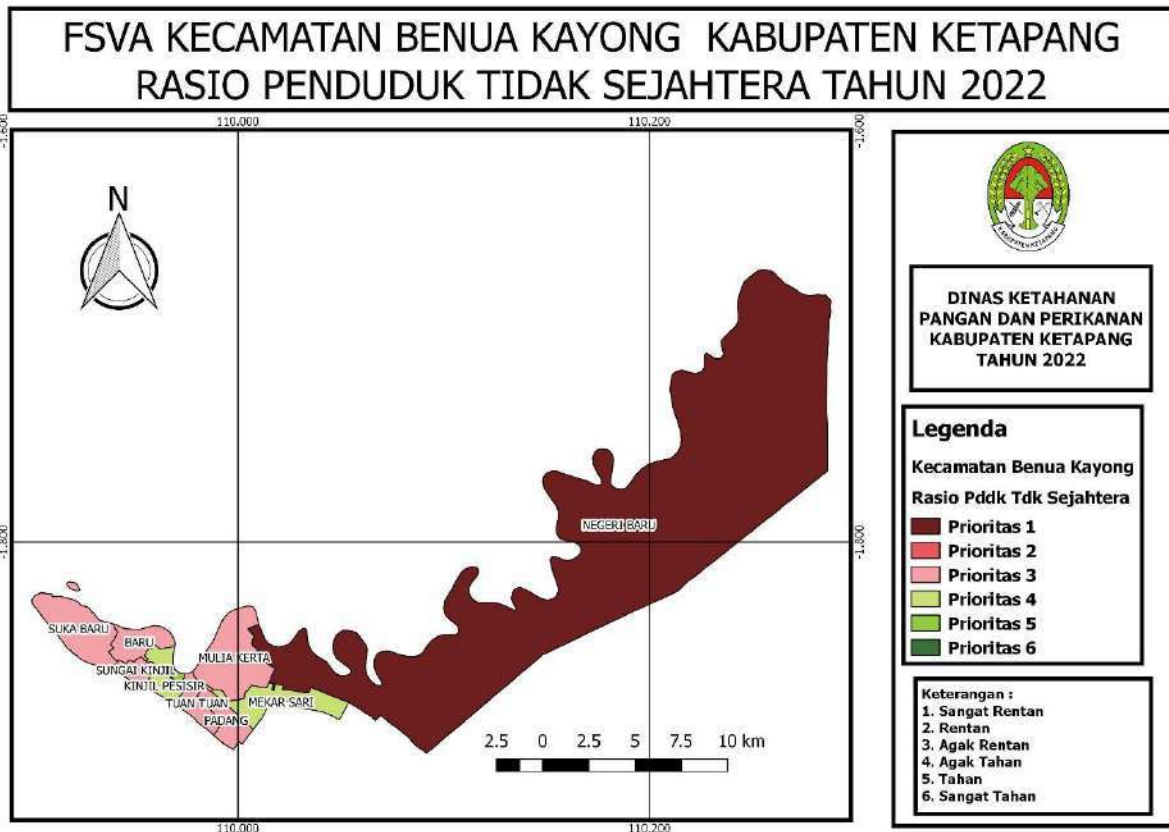 FSVA KECAMATAN BENUA KAYONG KABUPATEN KETAPANG
RASIO PENDUDUK TIDAK SEJAHTERA TAHUN 2022
110.000
110.200
-1.600
-1.600
N
NEGERI BARU
-1.800
-1.800
SUKA BARU
BARU
MULIA KERTA
SUNGAI KINJIL
KINJIL PESISIR
TUAN TUAN
MEKAR SARI
PADANG
2.5 0 2.5 5 7.5 10 km
110.000
110.200
KABUPATEN KETAPANG
DINAS KETAHANAN
PANGAN DAN PERIKANAN
KABUPATEN KETAPANG
TAHUN 2022
Legenda
Kecamatan Benua Kayong
Rasio Pddk Tdk Sejahtera
Prioritas 1
Prioritas 2
Prioritas 3
Prioritas 4
Prioritas 5
Prioritas 6
Keterangan :
1. Sangat Rentan
2. Rentan
3. Agak Rentan
4. Agak Tahan
5. Tahan
6. Sangat Tahan